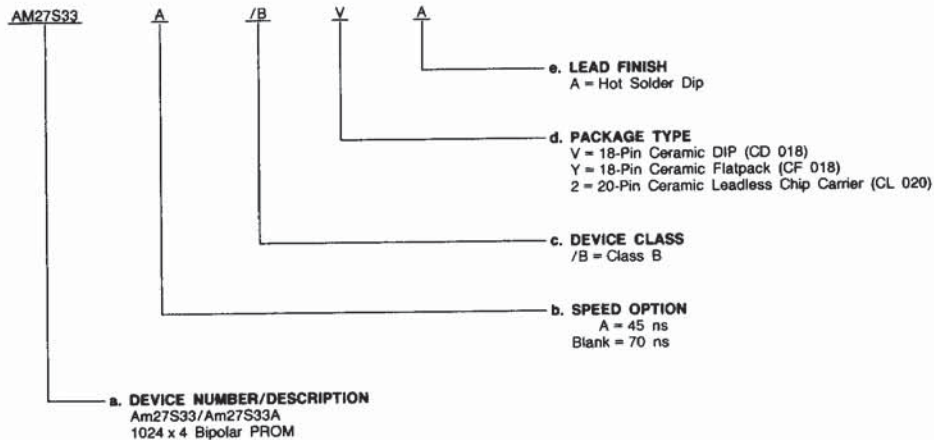 AM27S33 A /B V A
e. LEAD FINISH
A = Hot Solder Dip
d. PACKAGE TYPE
V = 18-Pin Ceramic DIP (CD 018)
Y = 18-Pin Ceramic Flatpack (CF 018)
2 = 20-Pin Ceramic Leadless Chip Carrier (CL 020)
c. DEVICE CLASS
/B = Class B
b. SPEED OPTION
A = 45 ns
Blank = 70 ns
a. DEVICE NUMBER/DESCRIPTION
Am27S33/Am27S33A
1024 x 4 Bipolar PROM